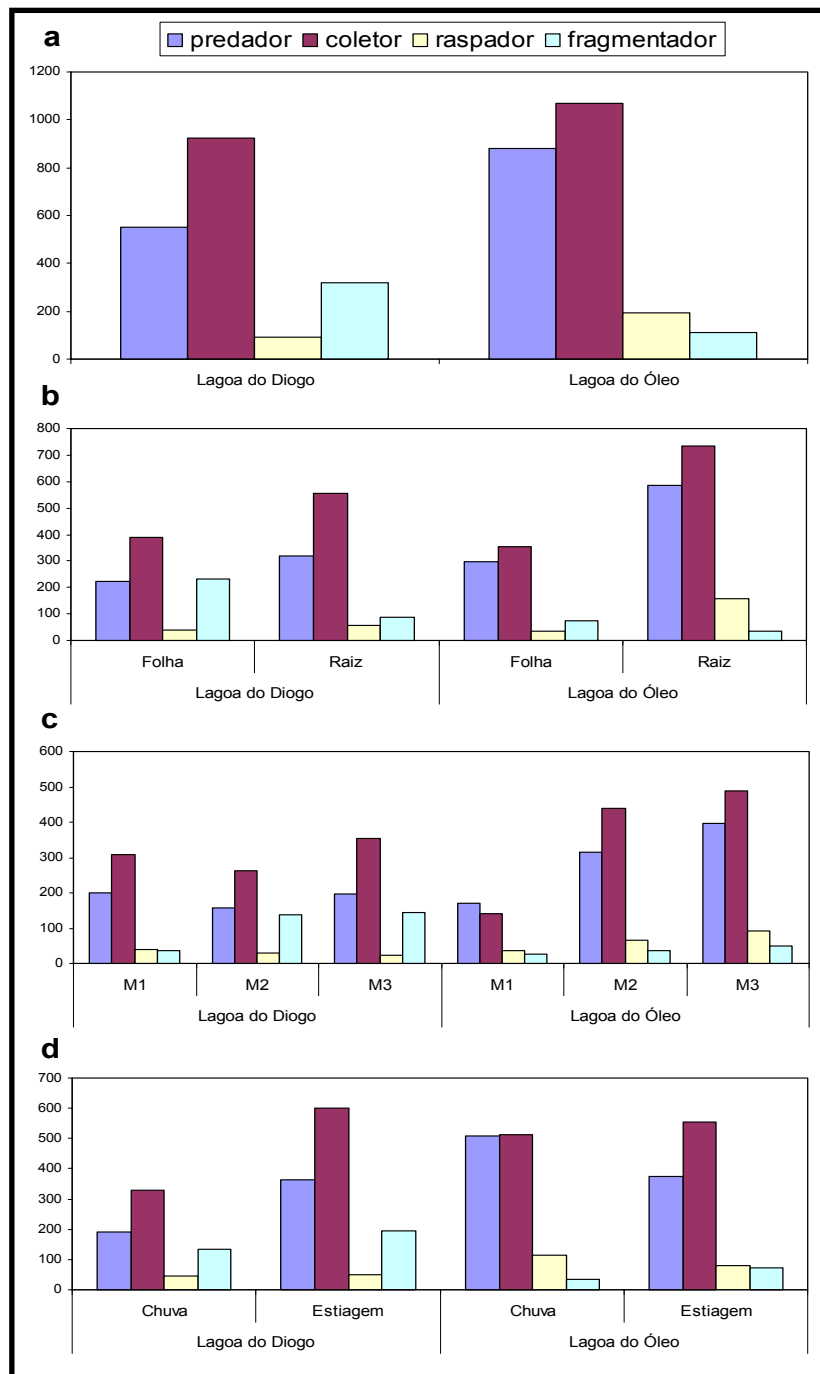 a
predador coletor raspador fragmentador
1200
1000
800
600
400
200
0
Lagoa do Diogo Lagoa do Óleo
b
800
700
600
500
400
300
200
100
0
Folha Raiz Folha Raiz
Lagoa do Diogo Lagoa do Óleo
c
600
500
400
300
200
100
0
M1 M2 M3 M1 M2 M3
Lagoa do Diogo Lagoa do Óleo
d
700
600
500
400
300
200
100
0
Chuva Estiagem Chuva Estiagem
Lagoa do Diogo Lagoa do Óleo